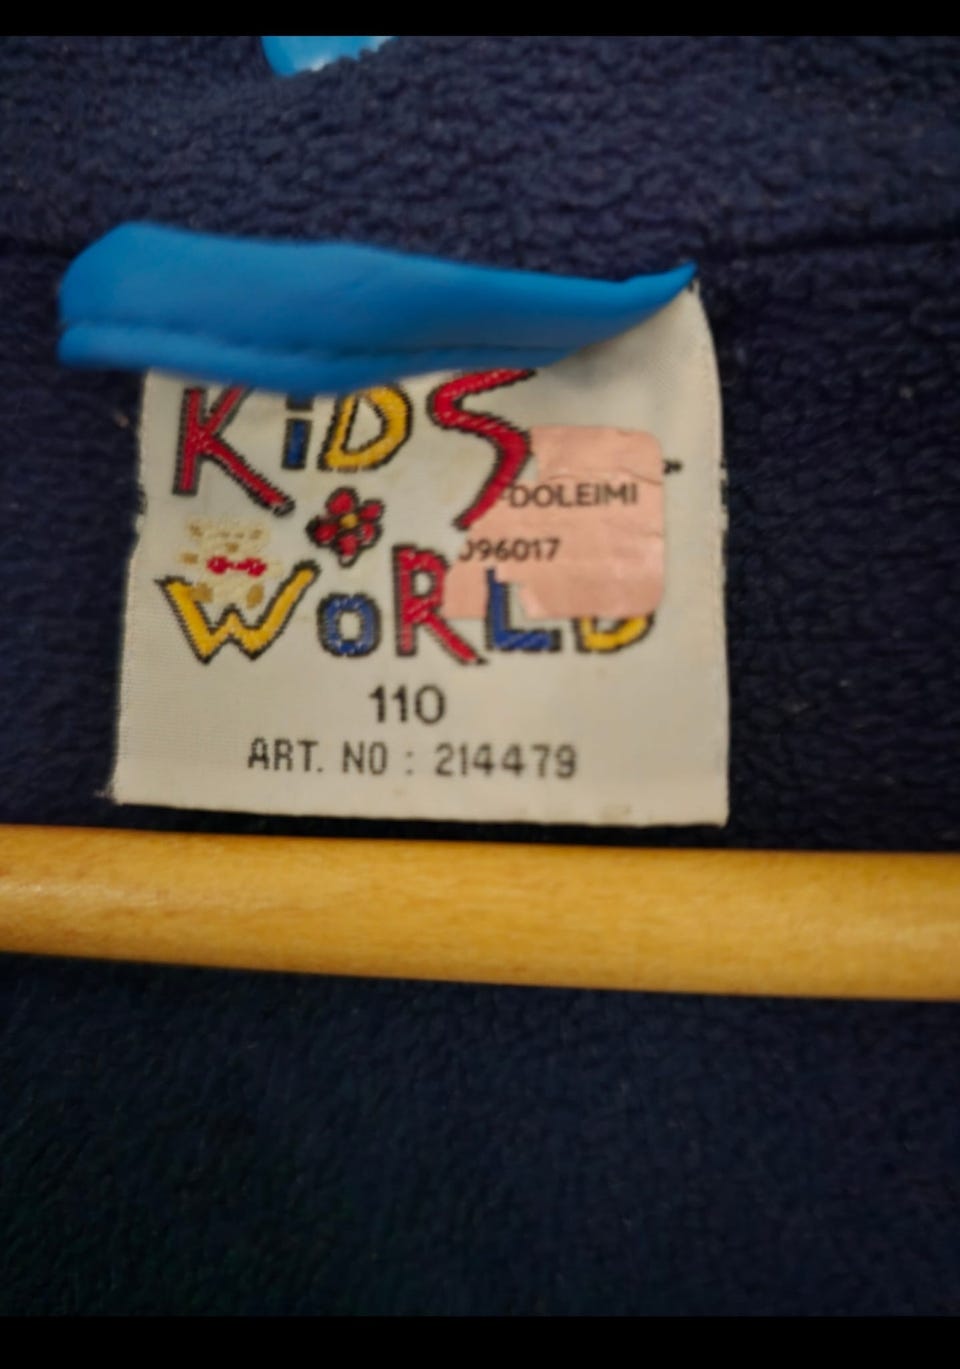 KiDS
DOLEIMI
J96017
WORLD
110
ART. NO : 214479